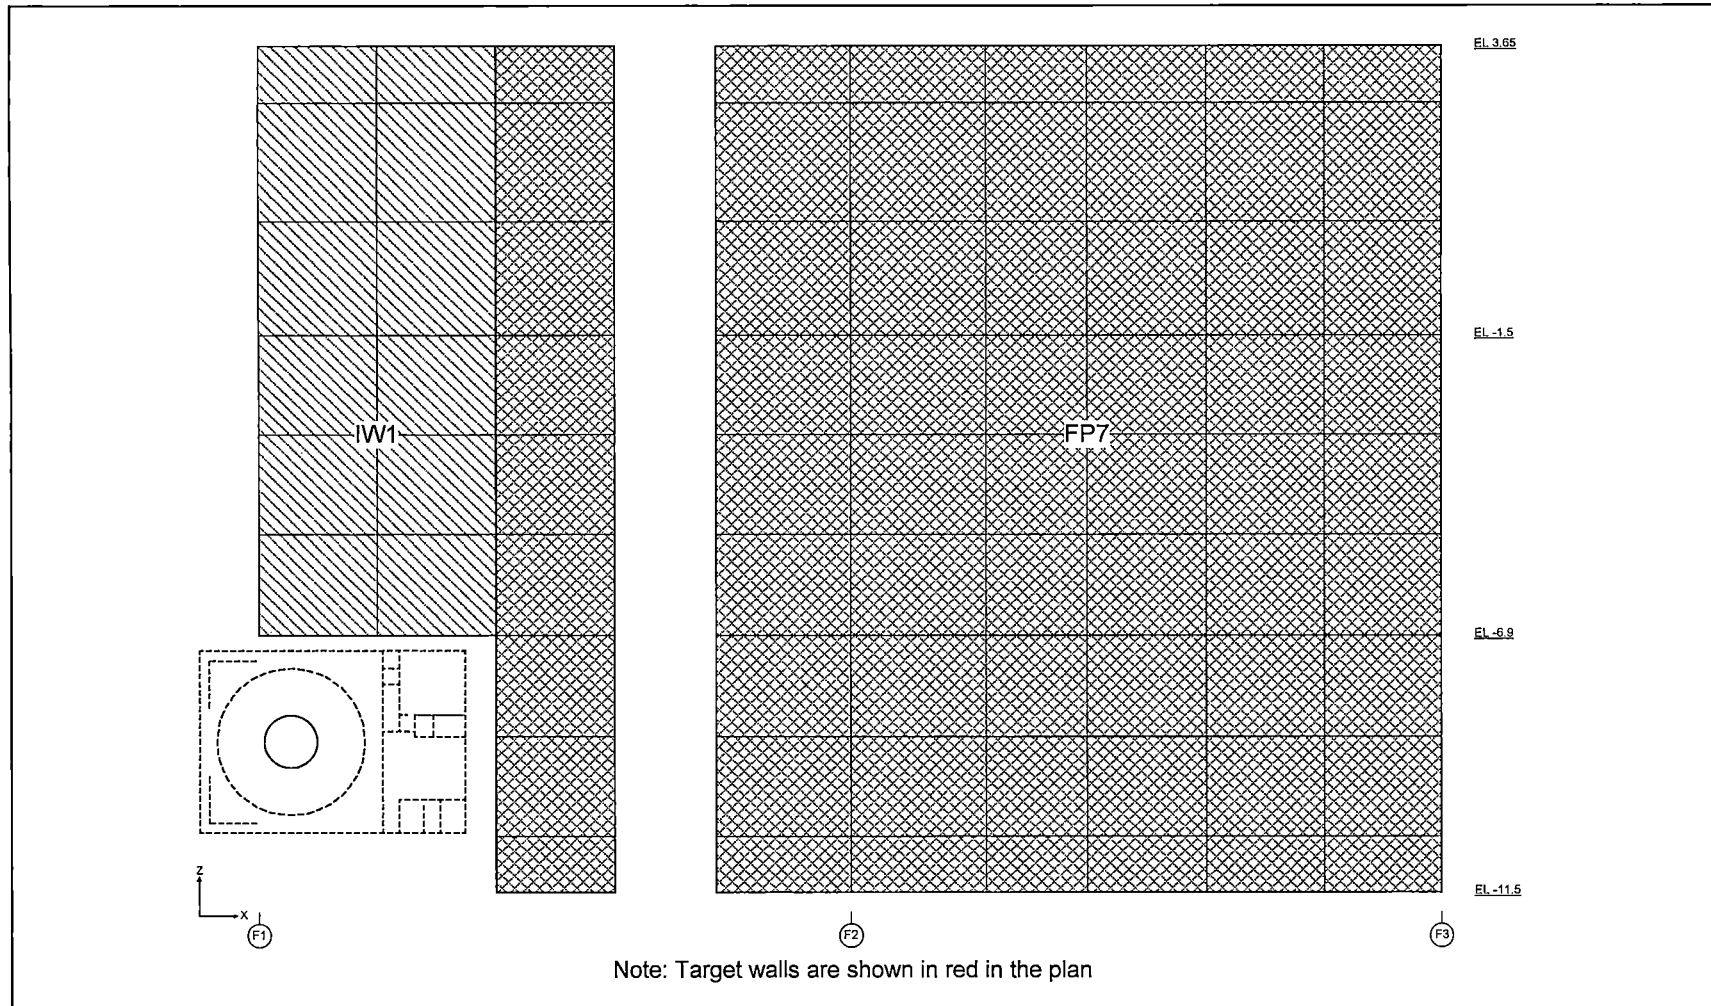 EL 3.65
EL -1.5
IW1
FP7
EL -6.9
Z
X
EL -11.5
F1
F2
F3
Note: Target walls are shown in red in the plan